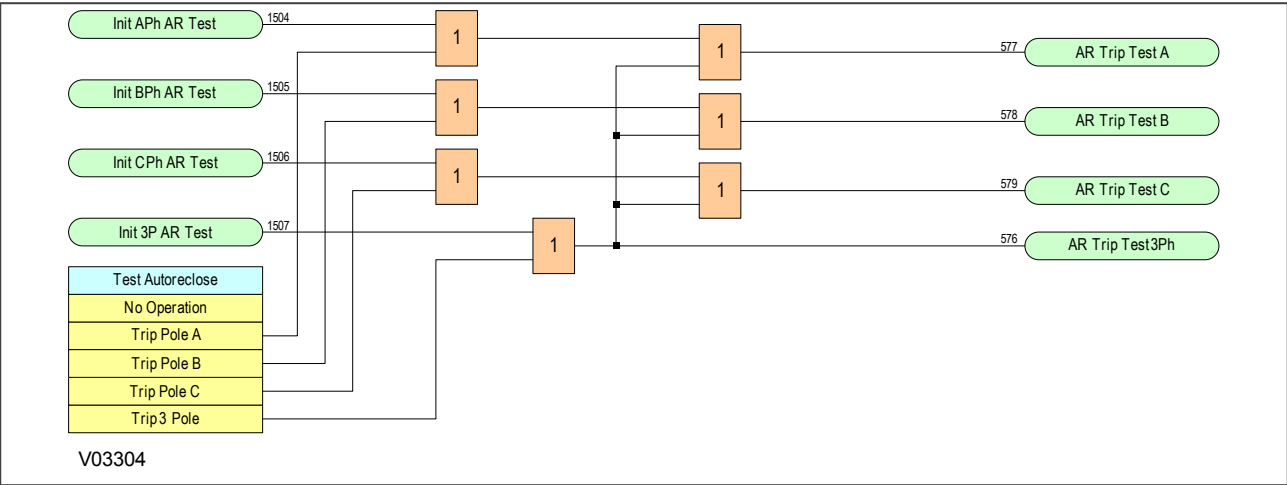 Init APh AR Test 1504
1
1
577 AR Trip Test A
Init BPh AR Test 1505
1
1
578 AR Trip Test B
Init CPh AR Test 1506
1
1
579 AR Trip Test C
Init 3P AR Test 1507
1
576 AR Trip Test3Ph
Test Autoreclose
No Operation
Trip Pole A
Trip Pole B
Trip Pole C
Trip3 Pole
V03304